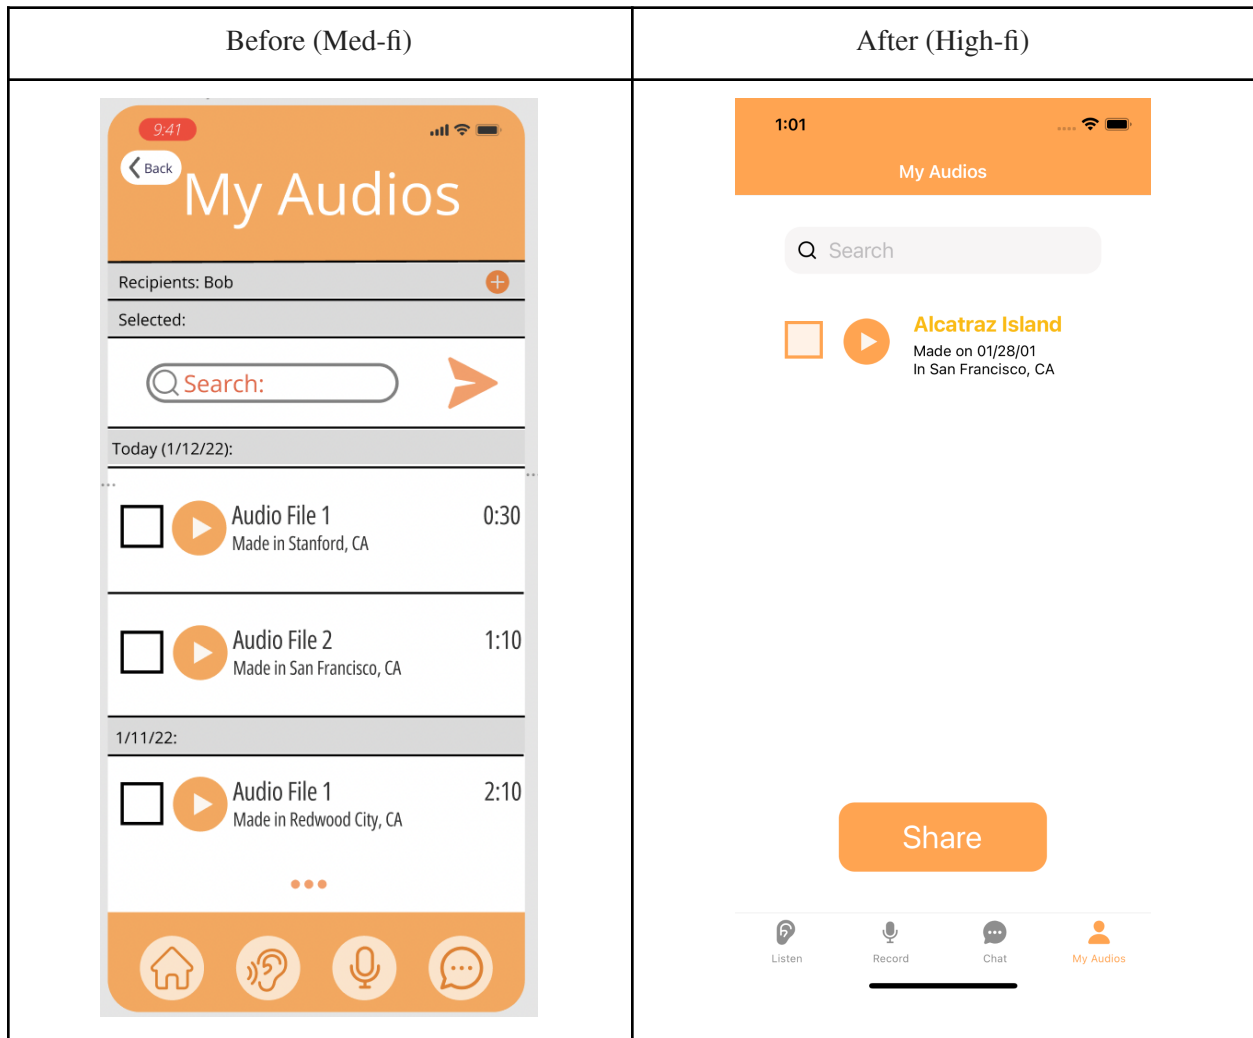 Before (Med-fi)
After (High-fi)
9:41
Back
My Audios
Recipients: Bob
Selected:
Search:
Today (1/12/22):
Audio File 1
0:30
Made in Stanford, CA
Audio File 2
1:10
Made in San Francisco, CA
1/11/22:
Audio File 1
2:10
Made in Redwood City, CA
1:01
My Audios
Search
Alcatraz Island
Made on 01/28/01
In San Francisco, CA
Share
Listen
Record
Chat
My Audios